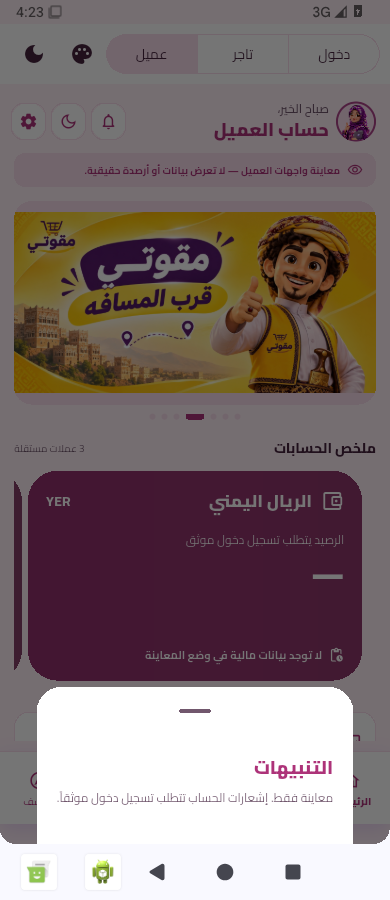 4:23
3G
دخول
تاجر
عميل
صباح الخير،
حساب العميل
معاينة واجهات العميل — لا تعرض بيانات أو أرصدة حقيقية.
مقوتي
مقوتي
قرب المسافه
مقوتي
ملخص الحسابات
3 عملات مستقلة
الريال اليمني
YER
الرصيد يتطلب تسجيل دخول موثق
—
لا توجد بيانات مالية في وضع المعاينة
التنبيهات
معاينة فقط. إشعارات الحساب تتطلب تسجيل دخول موثقاً.